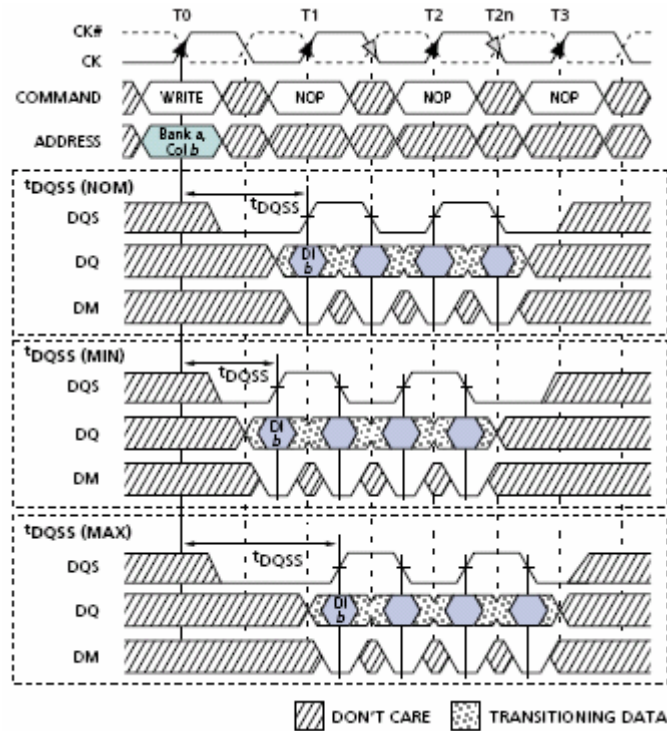 T0 T1 T2 T2n T3
CK#
CK
COMMAND WRITE NOP NOP NOP
ADDRESS Bank a,
Col b
tDQSS (NOM)
tDQSS
DQS
DQ DI
b
DM
tDQSS (MIN)
tDQSS
DQS
DQ DI
b
DM
tDQSS (MAX)
tDQSS
DQS
DQ DI
b
DM
DON'T CARE TRANSITIONING DATA